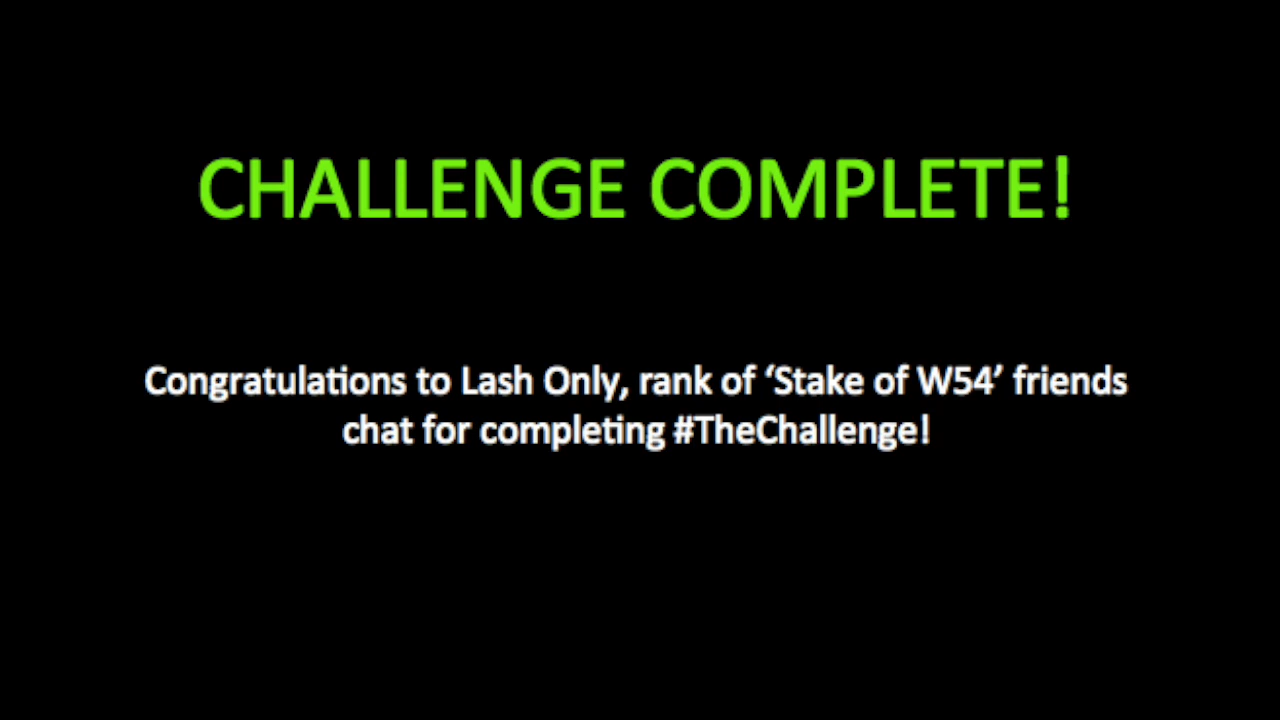 CHALLENGE COMPLETE!
Congratulations to Lash Only, rank of ‘Stake of W54’ friends
chat for completing #TheChallenge!